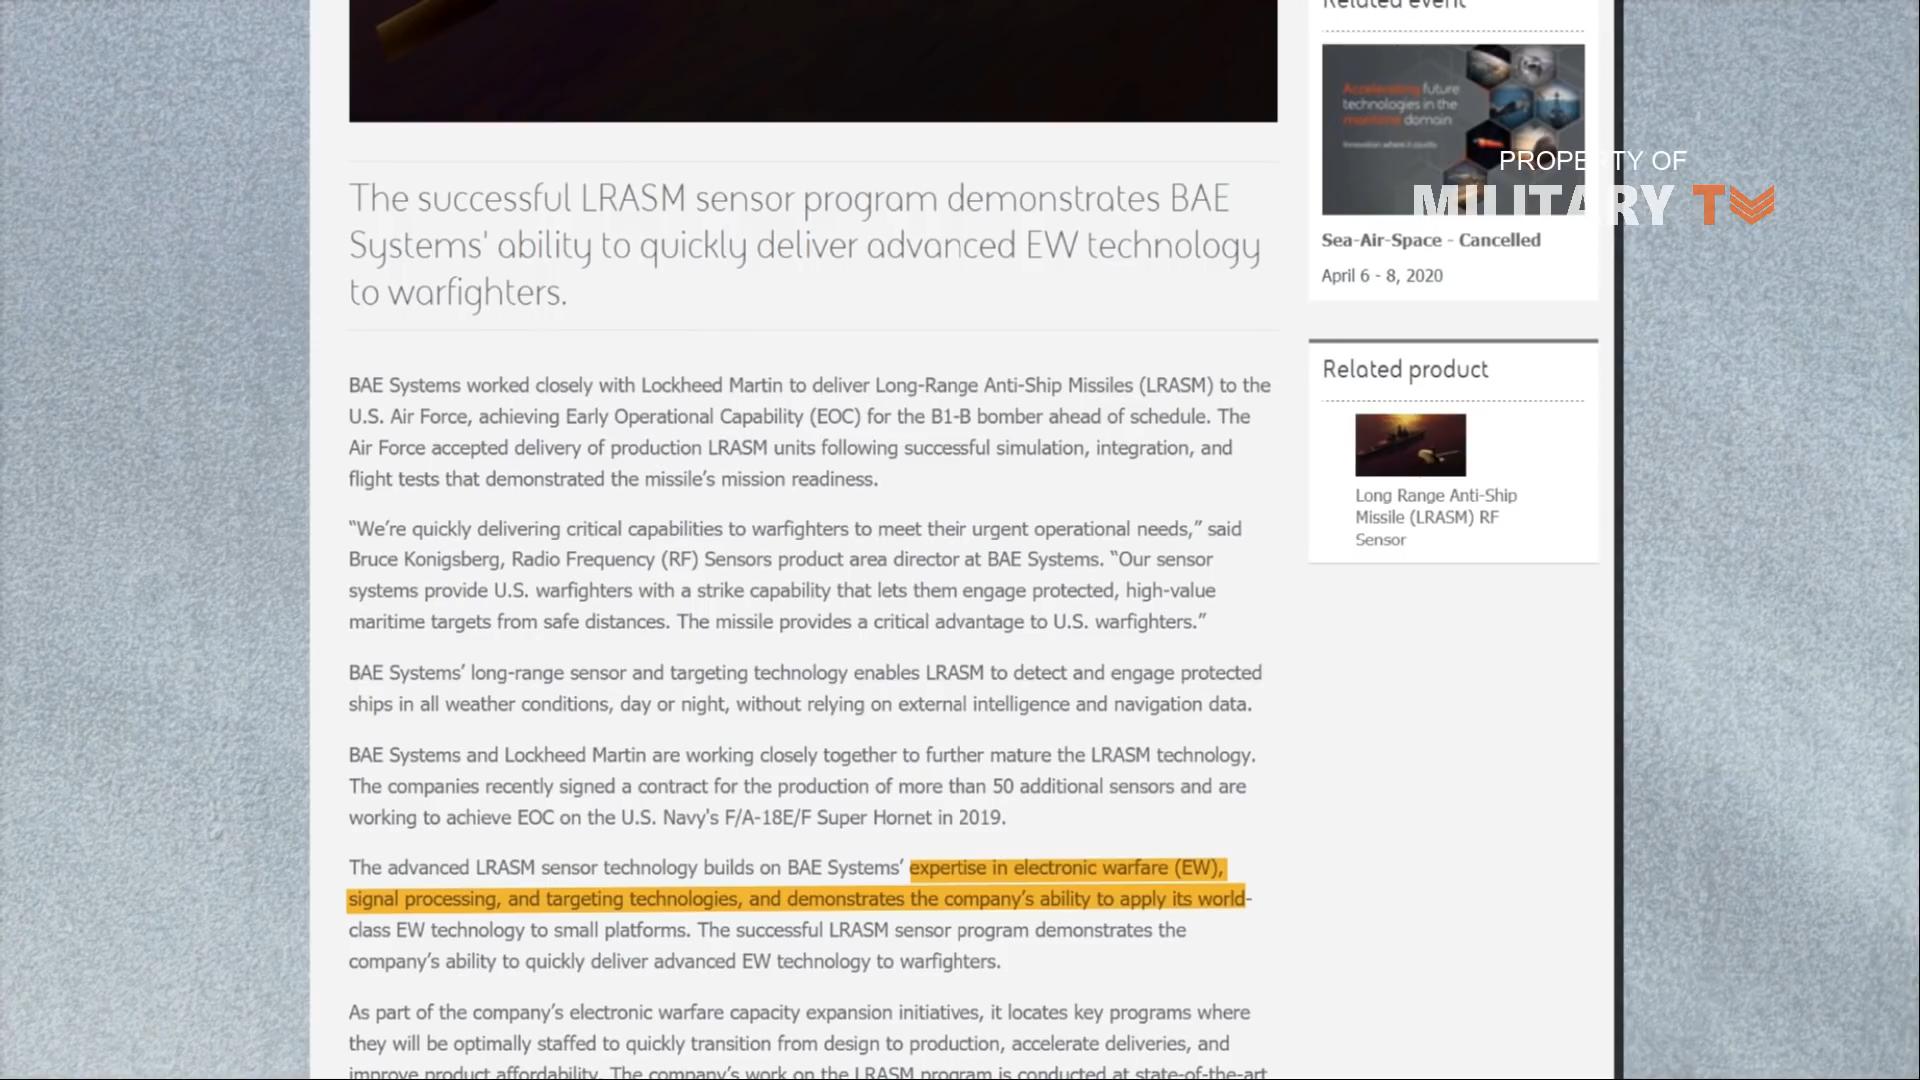 The successful LRASM sensor program demonstrates BAE
Systems' ability to quickly deliver advanced EW technology
to warfighters.
BAE Systems worked closely with Lockheed Martin to deliver Long-Range Anti-Ship Missiles (LRASM) to the
U.S. Air Force, achieving Early Operational Capability (EOC) for the B1-B bomber ahead of schedule. The
Air Force accepted delivery of production LRASM units following successful simulation, integration, and
flight tests that demonstrated the missile’s mission readiness.
“We’re quickly delivering critical capabilities to warfighters to meet their urgent operational needs,” said
Bruce Konigsberg, Radio Frequency (RF) Sensors product area director at BAE Systems. “Our sensor
systems provide U.S. warfighters with a strike capability that lets them engage protected, high-value
maritime targets from safe distances. The missile provides a critical advantage to U.S. warfighters.”
BAE Systems’ long-range sensor and targeting technology enables LRASM to detect and engage protected
ships in all weather conditions, day or night, without relying on external intelligence and navigation data.
BAE Systems and Lockheed Martin are working closely together to further mature the LRASM technology.
The companies recently signed a contract for the production of more than 50 additional sensors and are
working to achieve EOC on the U.S. Navy's F/A-18E/F Super Hornet in 2019.
The advanced LRASM sensor technology builds on BAE Systems’ expertise in electronic warfare (EW),
signal processing, and targeting technologies, and demonstrates the company’s ability to apply its world-
class EW technology to small platforms. The successful LRASM sensor program demonstrates the
company’s ability to quickly deliver advanced EW technology to warfighters.
As part of the company’s electronic warfare capacity expansion initiatives, it locates key programs where
they will be optimally staffed to quickly transition from design to production, accelerate deliveries, and
improve product affordability. The company’s work on the LRASM program is conducted at state-of-the-art
Related event
Accelerating future
technologies in the
maritime domain
Innovation where it counts
PROPERTY OF
MILITARY TV
Sea-Air-Space - Cancelled
April 6 - 8, 2020
Related product
Long Range Anti-Ship
Missile (LRASM) RF
Sensor